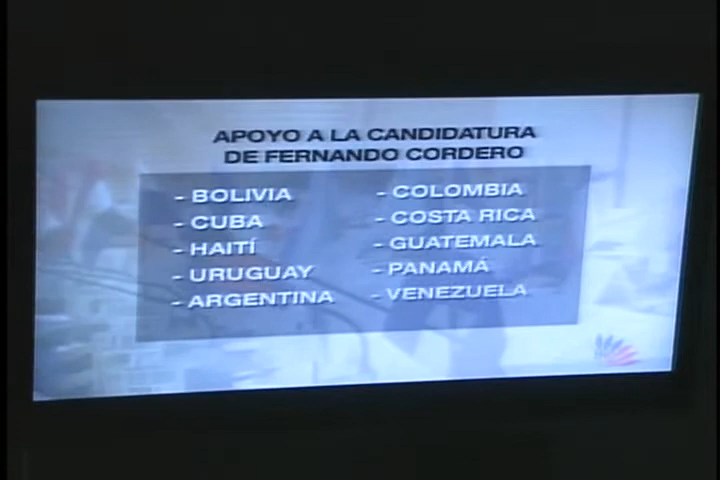 APOYO A LA CANDIDATURA
DE FERNANDO CORDERO
- BOLIVIA
- CUBA
- HAITÍ
- URUGUAY
- ARGENTINA
- COLOMBIA
- COSTA RICA
- GUATEMALA
- PANAMÁ
- VENEZUELA